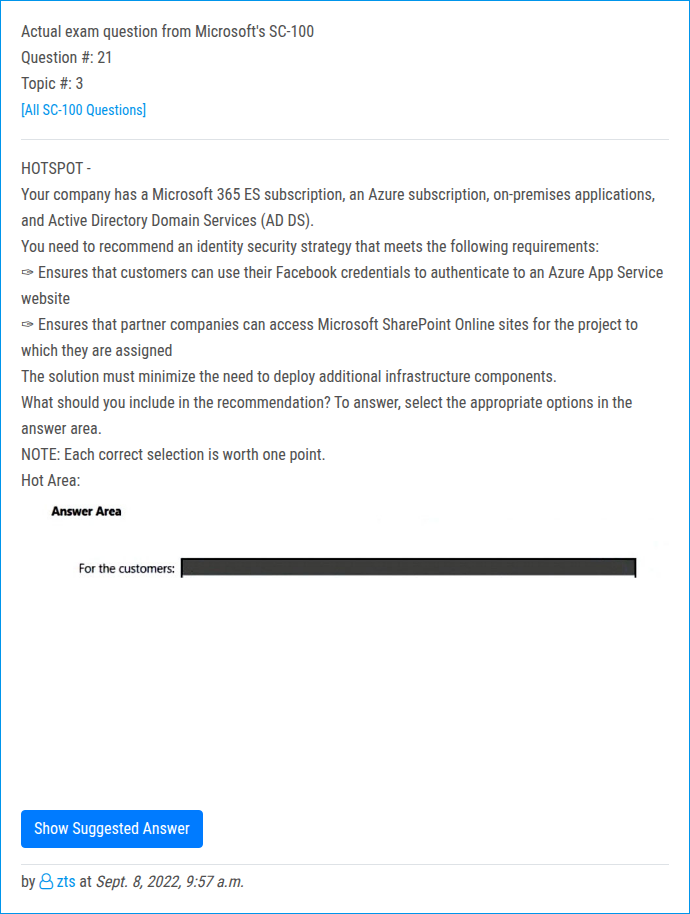 Actual exam question from Microsoft's SC-100
Question #: 21
Topic #: 3
[All SC-100 Questions]
HOTSPOT -
Your company has a Microsoft 365 ES subscription, an Azure subscription, on-premises applications,
and Active Directory Domain Services (AD DS).
You need to recommend an identity security strategy that meets the following requirements:
✑ Ensures that customers can use their Facebook credentials to authenticate to an Azure App Service
website
✑ Ensures that partner companies can access Microsoft SharePoint Online sites for the project to
which they are assigned
The solution must minimize the need to deploy additional infrastructure components.
What should you include in the recommendation? To answer, select the appropriate options in the
answer area.
NOTE: Each correct selection is worth one point.
Hot Area:
Answer Area
For the customers:
Show Suggested Answer
by zts at Sept. 8, 2022, 9:57 a.m.